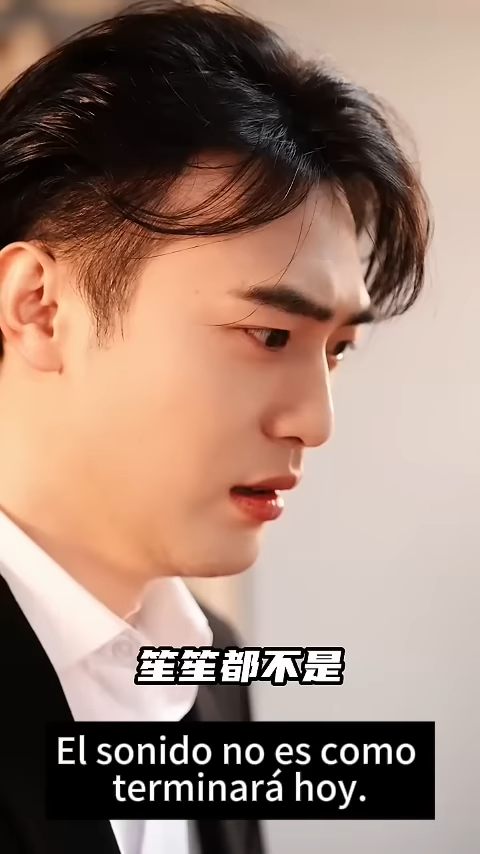 笙笙都不是
El sonido no es como
terminará hoy.